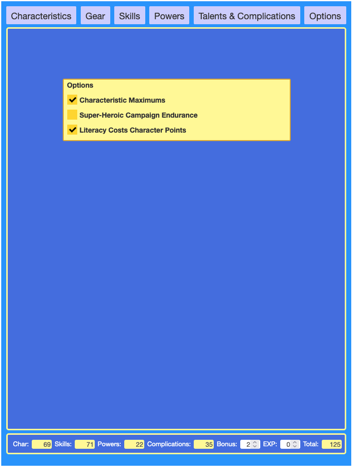 Characteristics Gear Skills Powers Talents & Complications Options
Options
Characteristic Maximums
Super-Heroic Campaign Endurance
Literacy Costs Character Points
Char: 69 Skills: 71 Powers: 22 Complications: 35 Bonus: 2 EXP: 0 Total: 125